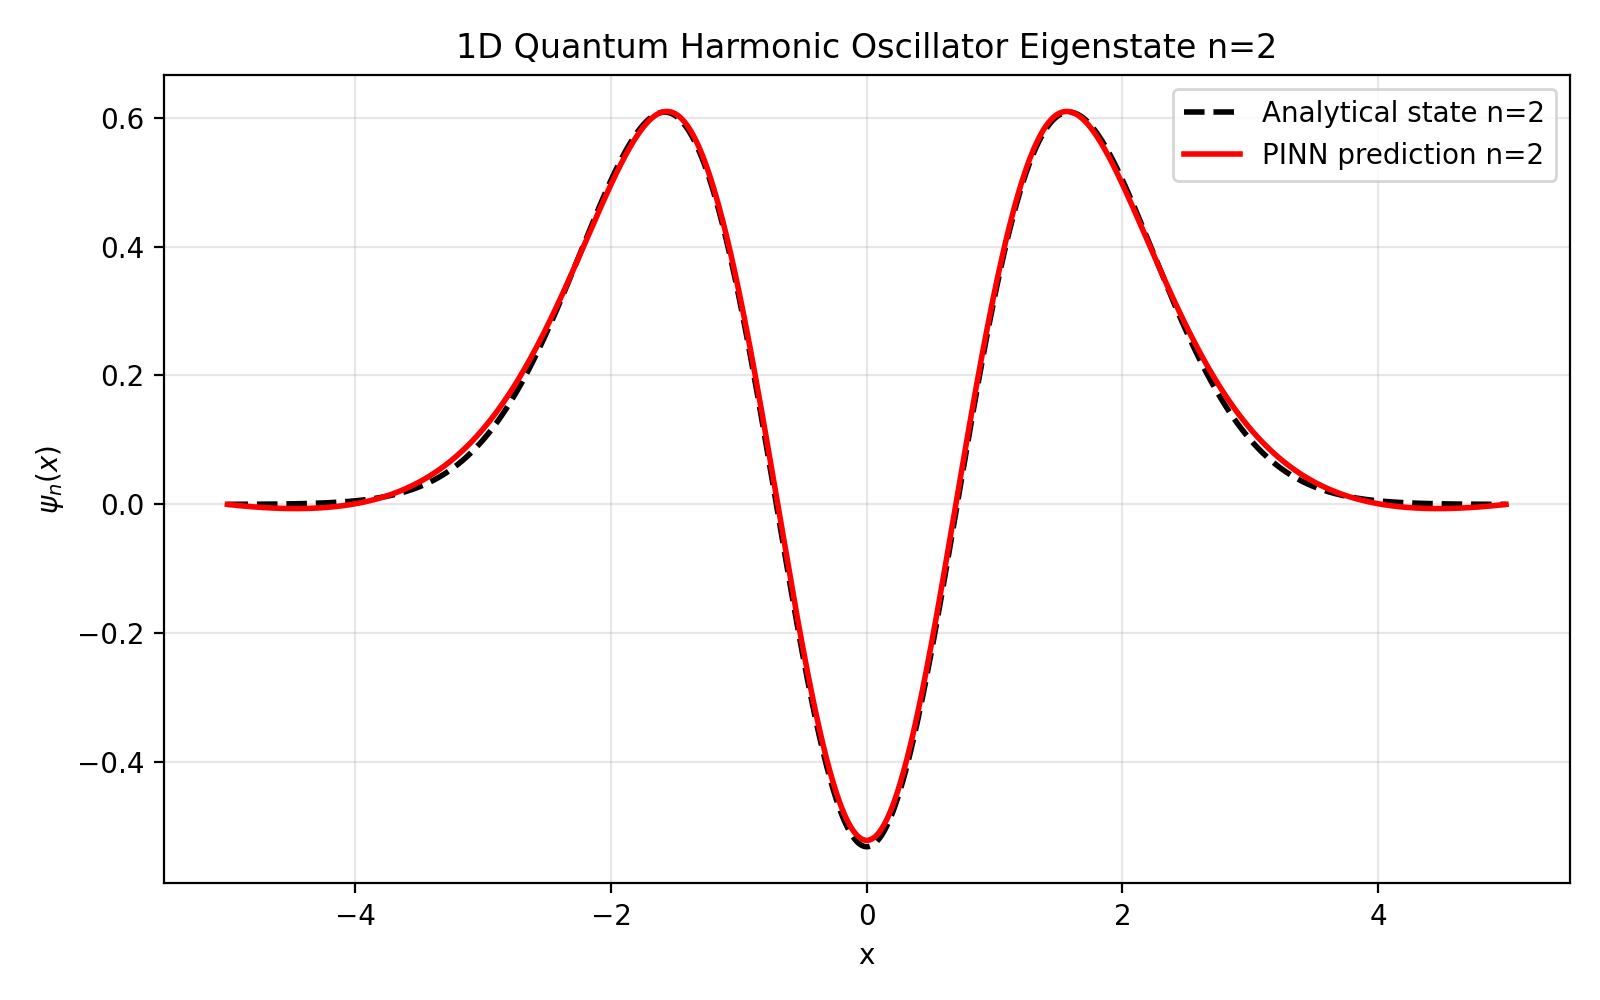 1D Quantum Harmonic Oscillator Eigenstate n=2
Analytical state n=2
PINN prediction n=2
0.6
0.4
0.2
0.0
−0.2
−0.4
ψₙ(x)
−4
−2
0
2
4
x